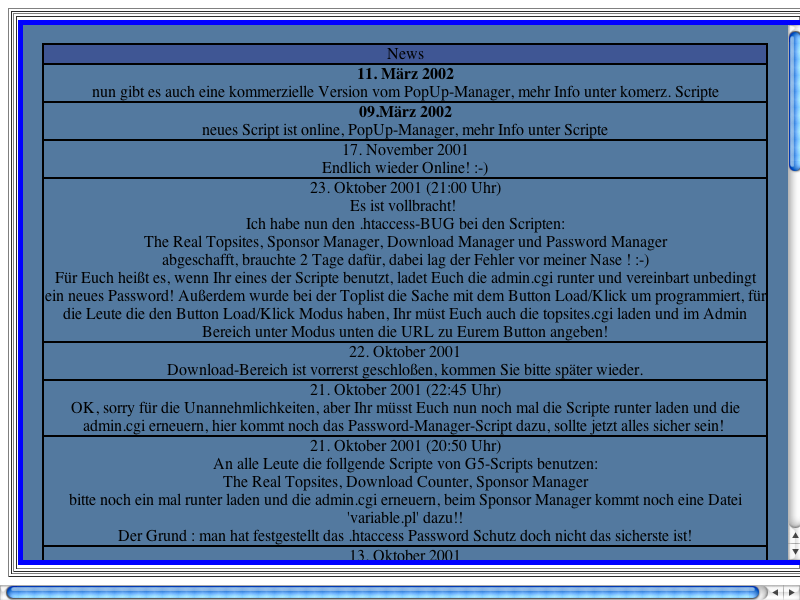 News
11. März 2002
nun gibt es auch eine kommerzielle Version vom PopUp-Manager, mehr Info unter komerz. Scripte
09.März 2002
neues Script ist online, PopUp-Manager, mehr Info unter Scripte
17. November 2001
Endlich wieder Online! :-)
23. Oktober 2001 (21:00 Uhr)
Es ist vollbracht!
Ich habe nun den .htaccess-BUG bei den Scripten:
The Real Topsites, Sponsor Manager, Download Manager und Password Manager
abgeschafft, brauchte 2 Tage dafür, dabei lag der Fehler vor meiner Nase ! :-)
Für Euch heißt es, wenn Ihr eines der Scripte benutzt, ladet Euch die admin.cgi runter und vereinbart unbedingt
ein neues Password! Außerdem wurde bei der Toplist die Sache mit dem Button Load/Klick um programmiert, für
die Leute die den Button Load/Klick Modus haben, Ihr müst Euch auch die topsites.cgi laden und im Admin
Bereich unter Modus unten die URL zu Eurem Button angeben!
22. Oktober 2001
Download-Bereich ist vorrerst geschloßen, kommen Sie bitte später wieder.
21. Oktober 2001 (22:45 Uhr)
OK, sorry für die Unannehmlichkeiten, aber Ihr müsst Euch nun noch mal die Scripte runter laden und die
admin.cgi erneuern, hier kommt noch das Password-Manager-Script dazu, sollte jetzt alles sicher sein!
21. Oktober 2001 (20:50 Uhr)
An alle Leute die follgende Scripte von G5-Scripts benutzen:
The Real Topsites, Download Counter, Sponsor Manager
bitte noch ein mal runter laden und die admin.cgi erneuern, beim Sponsor Manager kommt noch eine Datei
'variable.pl' dazu!!
Der Grund : man hat festgestellt das .htaccess Password Schutz doch nicht das sicherste ist!
13. Oktober 2001